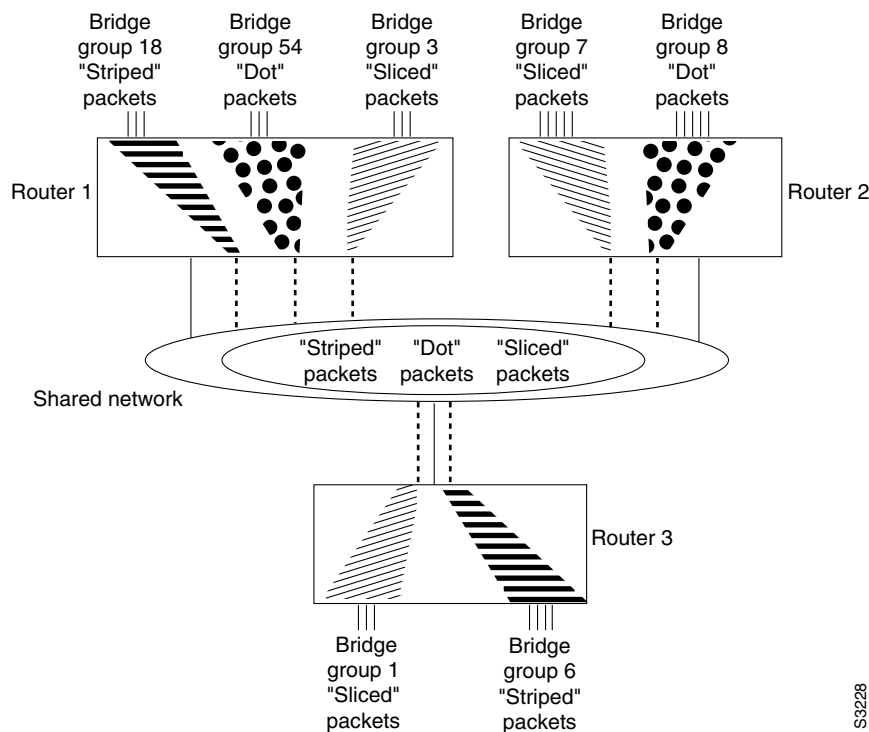 Bridge
group 18
"Striped"
packets
Bridge
group 54
"Dot"
packets
Bridge
group 3
"Sliced"
packets
Bridge
group 7
"Sliced"
packets
Bridge
group 8
"Dot"
packets
Router 1
Router 2
"Striped"
packets
"Dot"
packets
"Sliced"
packets
Shared network
Router 3
Bridge
group 1
"Sliced"
packets
Bridge
group 6
"Striped"
packets
S3228